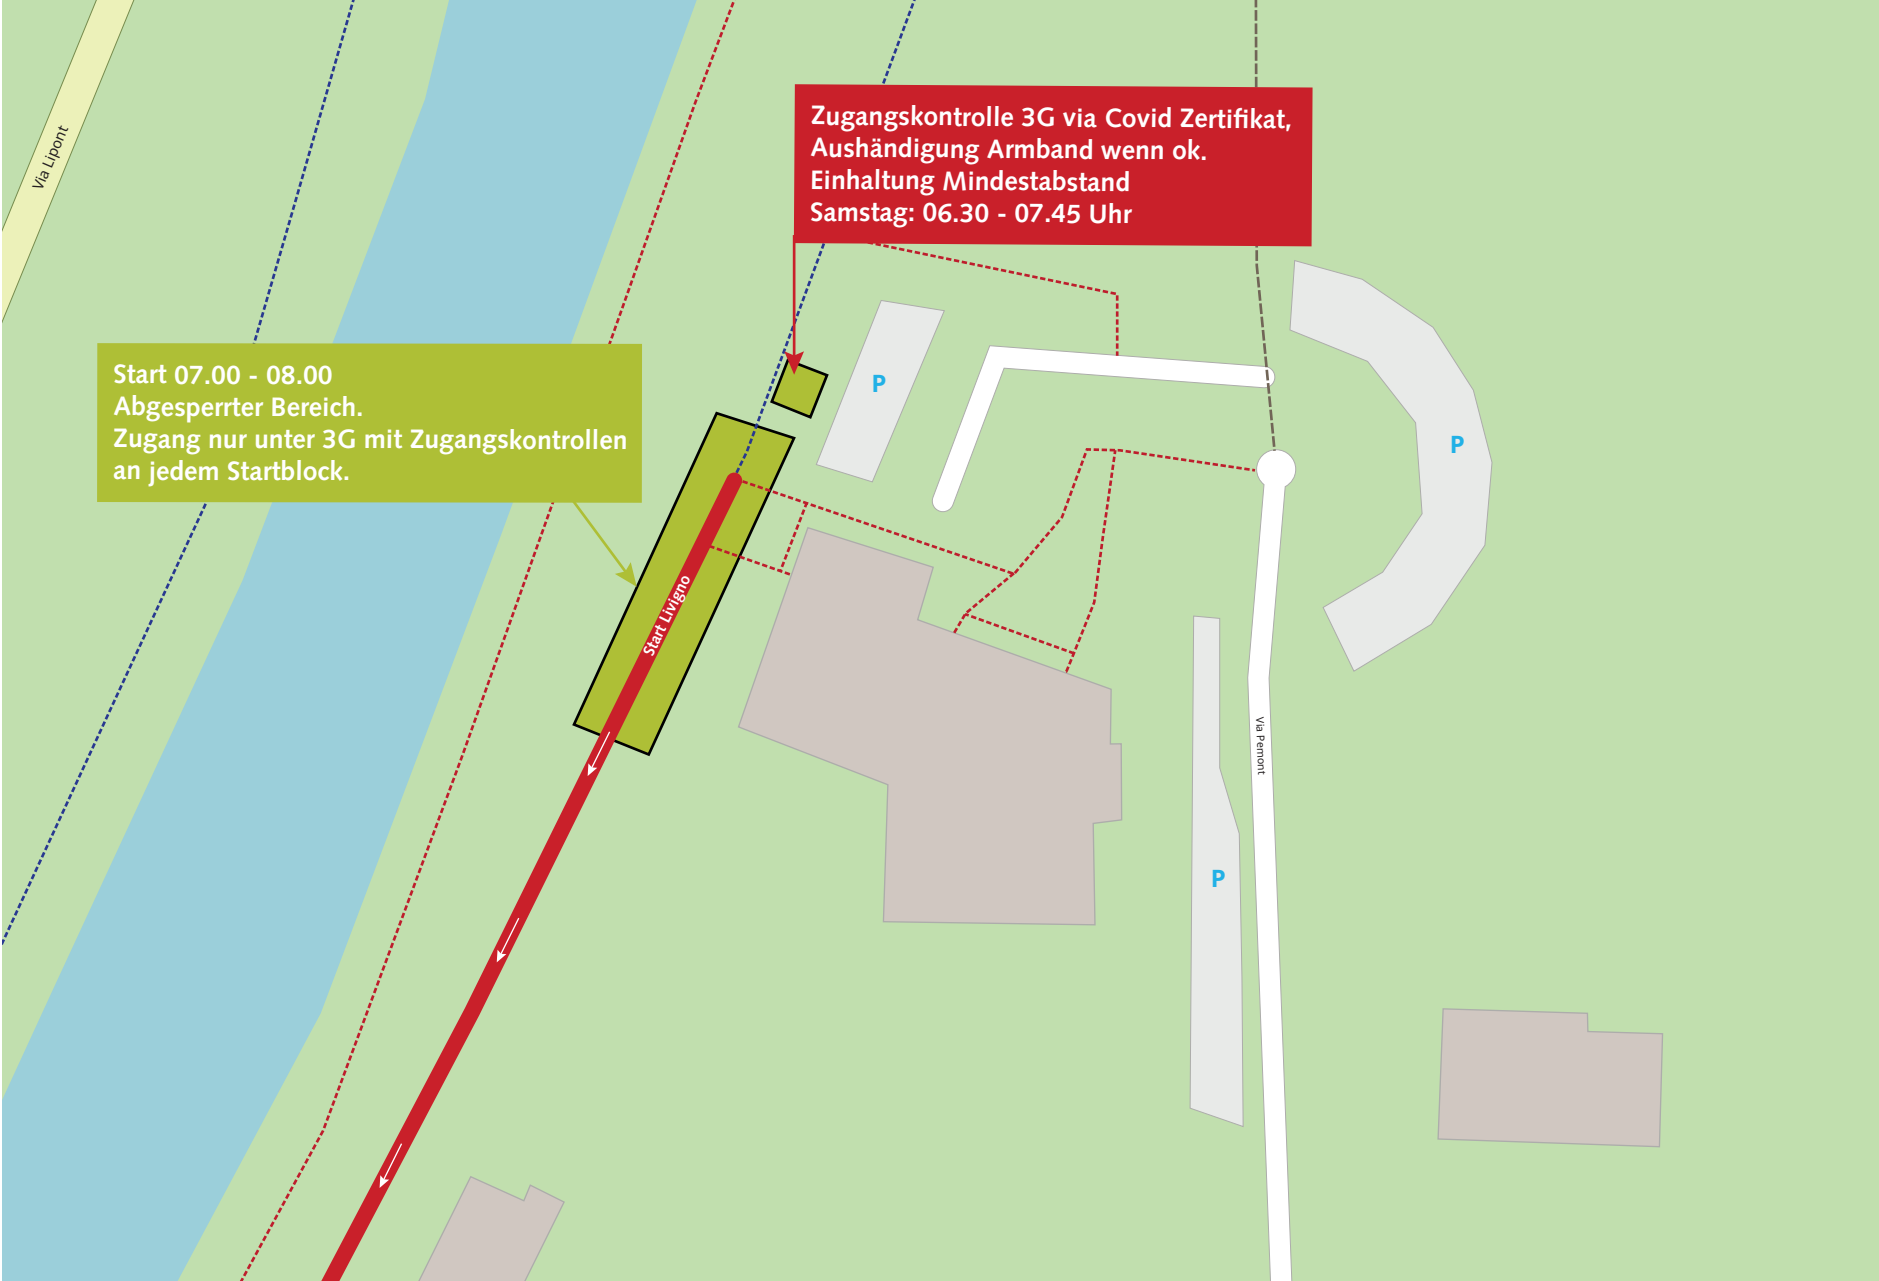 Via Lipont
Zugangskontrolle 3G via Covid Zertifikat,
Aushändigung Armband wenn ok.
Einhaltung Mindestabstand
Samstag: 06.30 - 07.45 Uhr
Start 07.00 - 08.00
Abgesperrter Bereich.
Zugang nur unter 3G mit Zugangskontrollen
an jedem Startblock.
P
P
Start Livigno
Via Pemont
P